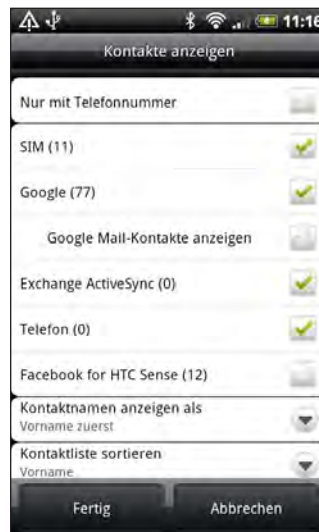 11:16
Kontakte anzeigen
Nur mit Telefonnummer
SIM (11)
Google (77)
Google Mail-Kontakte anzeigen
Exchange ActiveSync (0)
Telefon (0)
Facebook for HTC Sense (12)
Kontaktnamen anzeigen als
Vorname zuerst
Kontaktliste sortieren
Vorname
Fertig Abbrechen